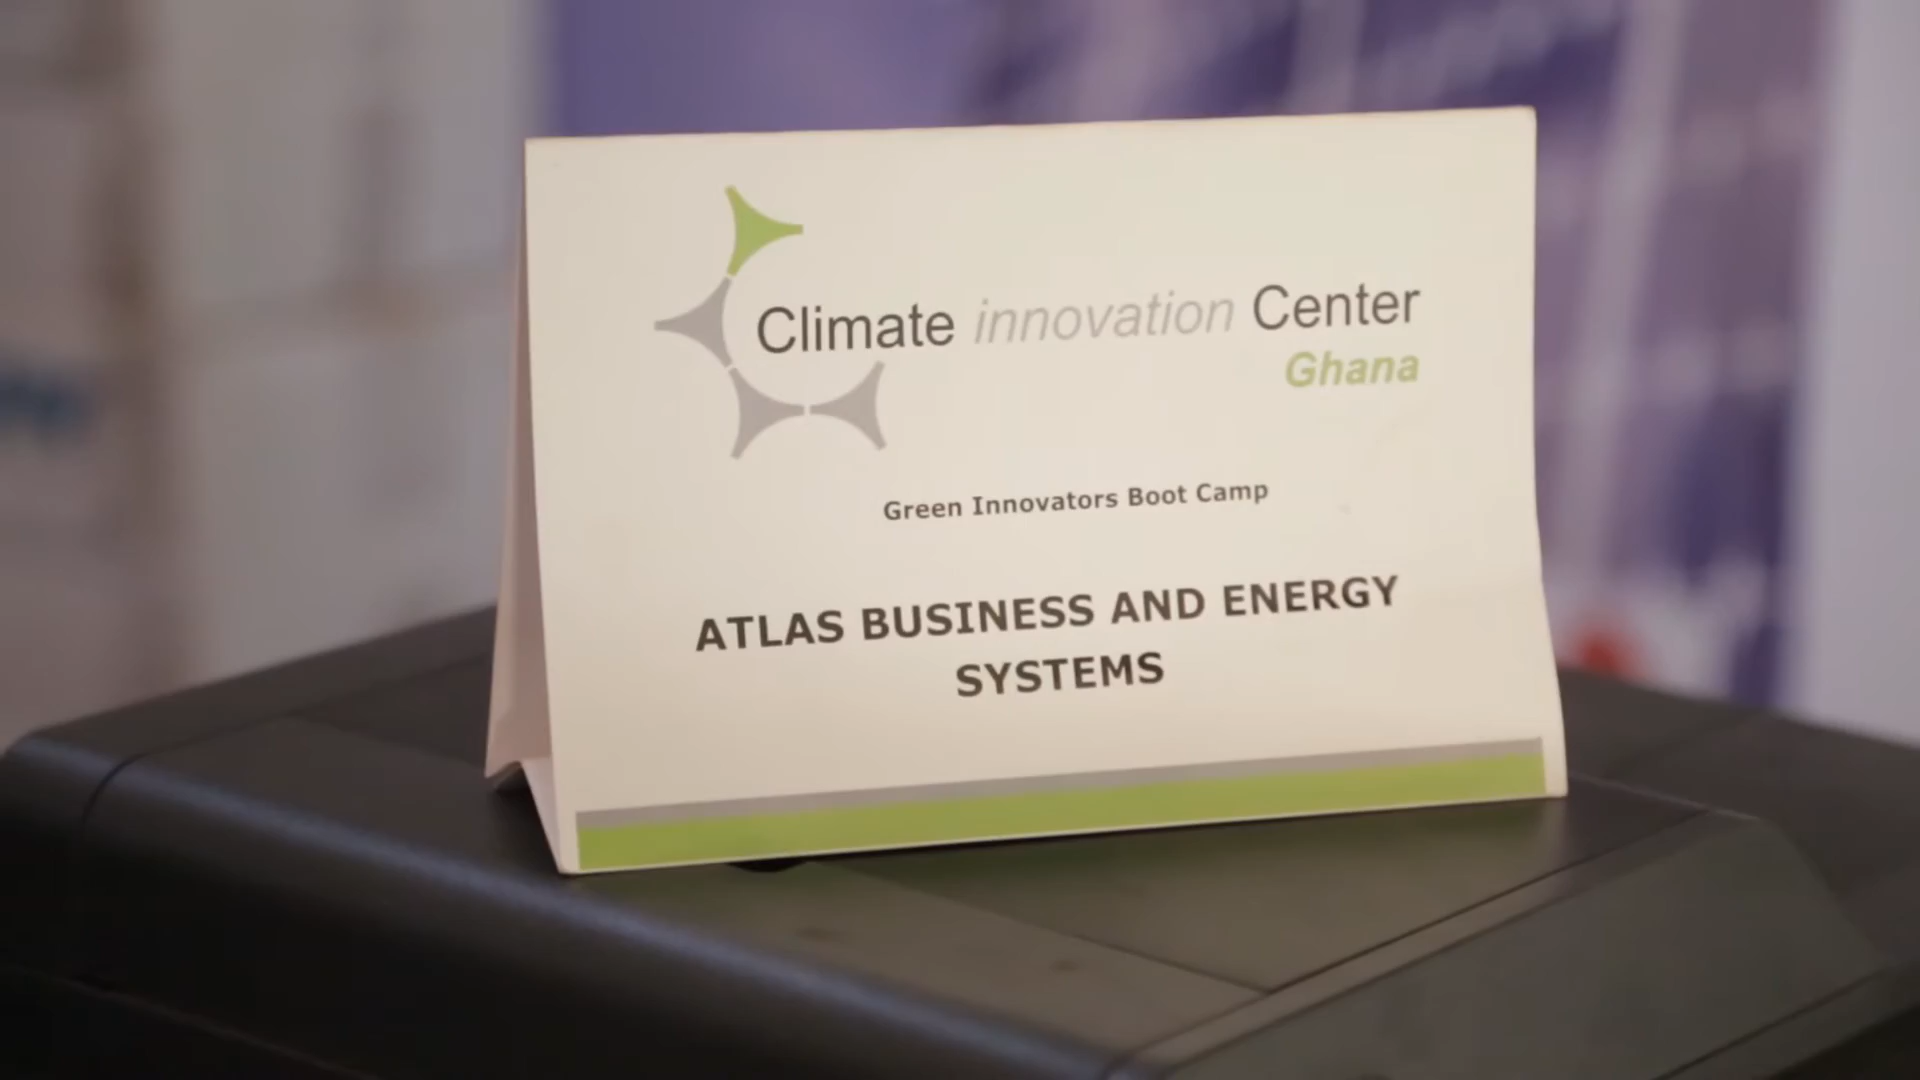 Climate innovation Center
Ghana
Green Innovators Boot Camp
ATLAS BUSINESS AND ENERGY
SYSTEMS